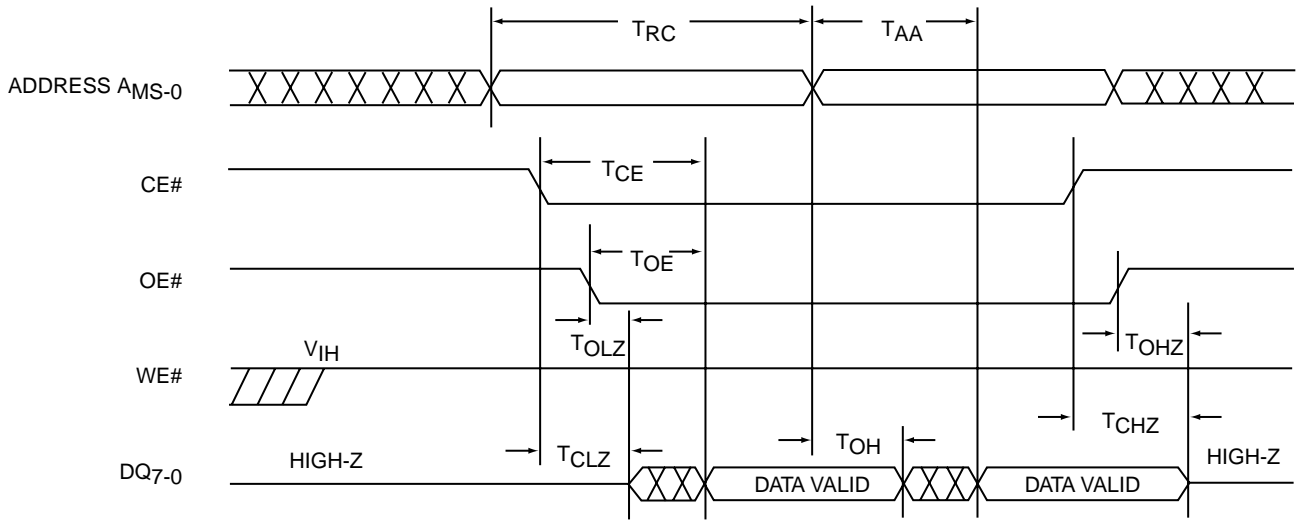 TRC TAA
ADDRESS AMS-0
TCE
CE#
TOE
OE#
TOLZ TOHZ
VIH
WE#
TCLZ TOH TCHZ
HIGH-Z HIGH-Z
DQ7-0 DATA VALID DATA VALID